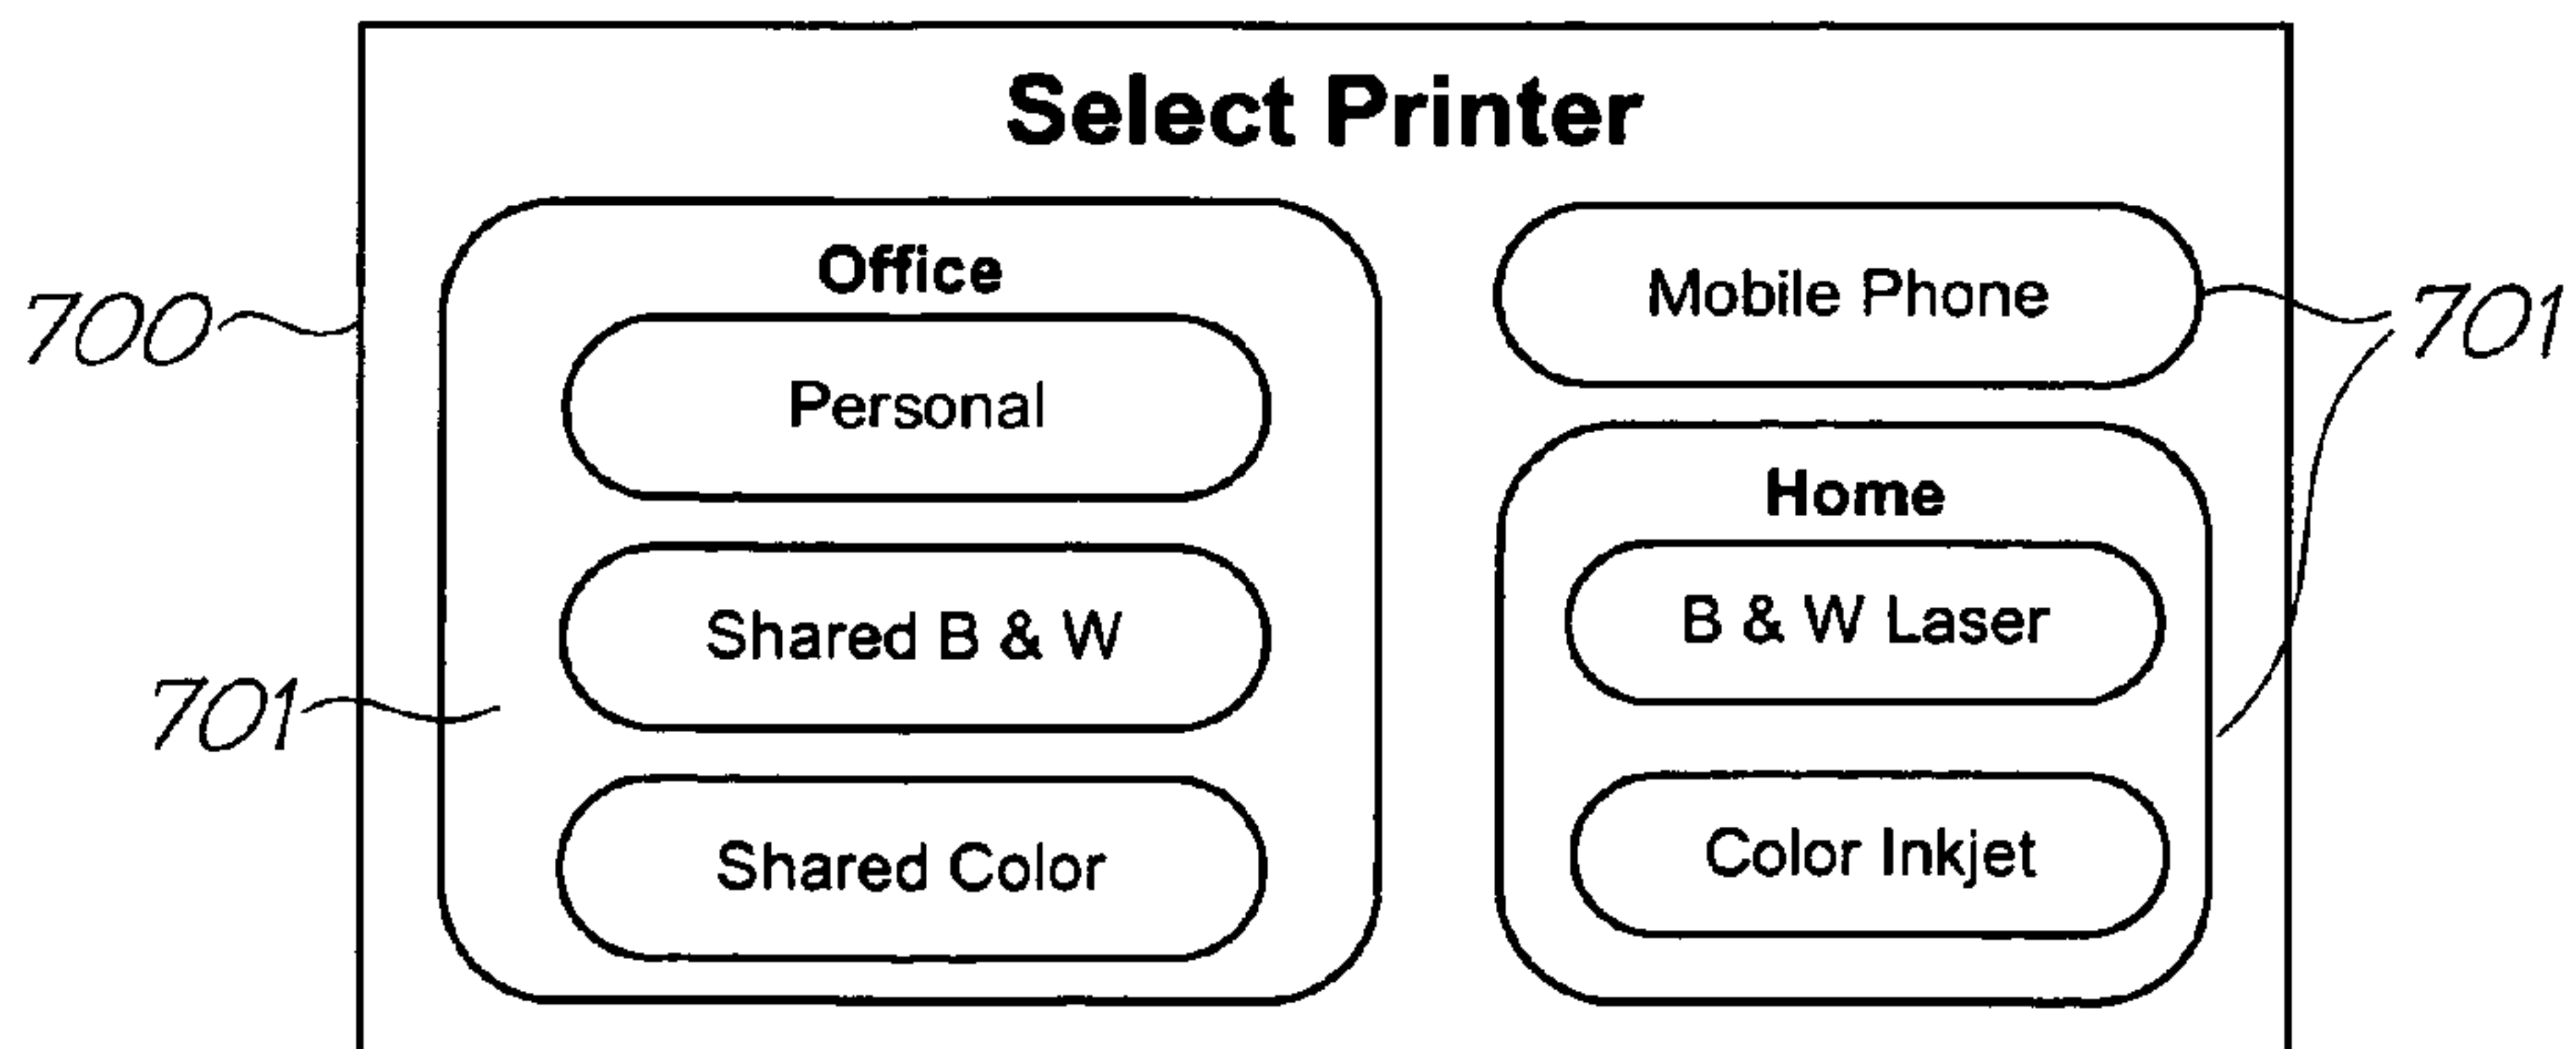 Select Printer
Office
Personal
Shared B & W
Shared Color
Mobile Phone
Home
B & W Laser
Color Inkjet
700
701
701